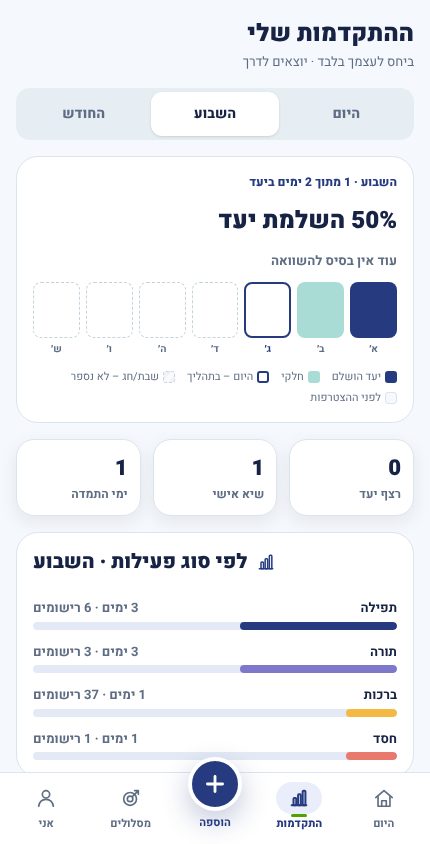 ההתקדמות שלי
ביחס לעצמך בלבד · יוצאים לדרך
היום
השבוע
החודש
השבוע · 1 מתוך 2 ימים ביעד
50% השלמת יעד
עוד אין בסיס להשוואה
א׳ ב׳ ג׳ ד׳ ה׳ ו׳ ש׳
יעד הושלם חלקי היום – בתהליך שבת/חג – לא נספר
לפני ההצטרפות
0 1 1
רצף יעד שיא אישי ימי התמדה
לפי סוג פעילות · השבוע
תפילה 3 ימים · 6 רישומים
תורה 3 ימים · 3 רישומים
ברכות 1 ימים · 37 רישומים
חסד 1 ימים · 1 רישומים
היום התקדמות הוספה מסלולים אני